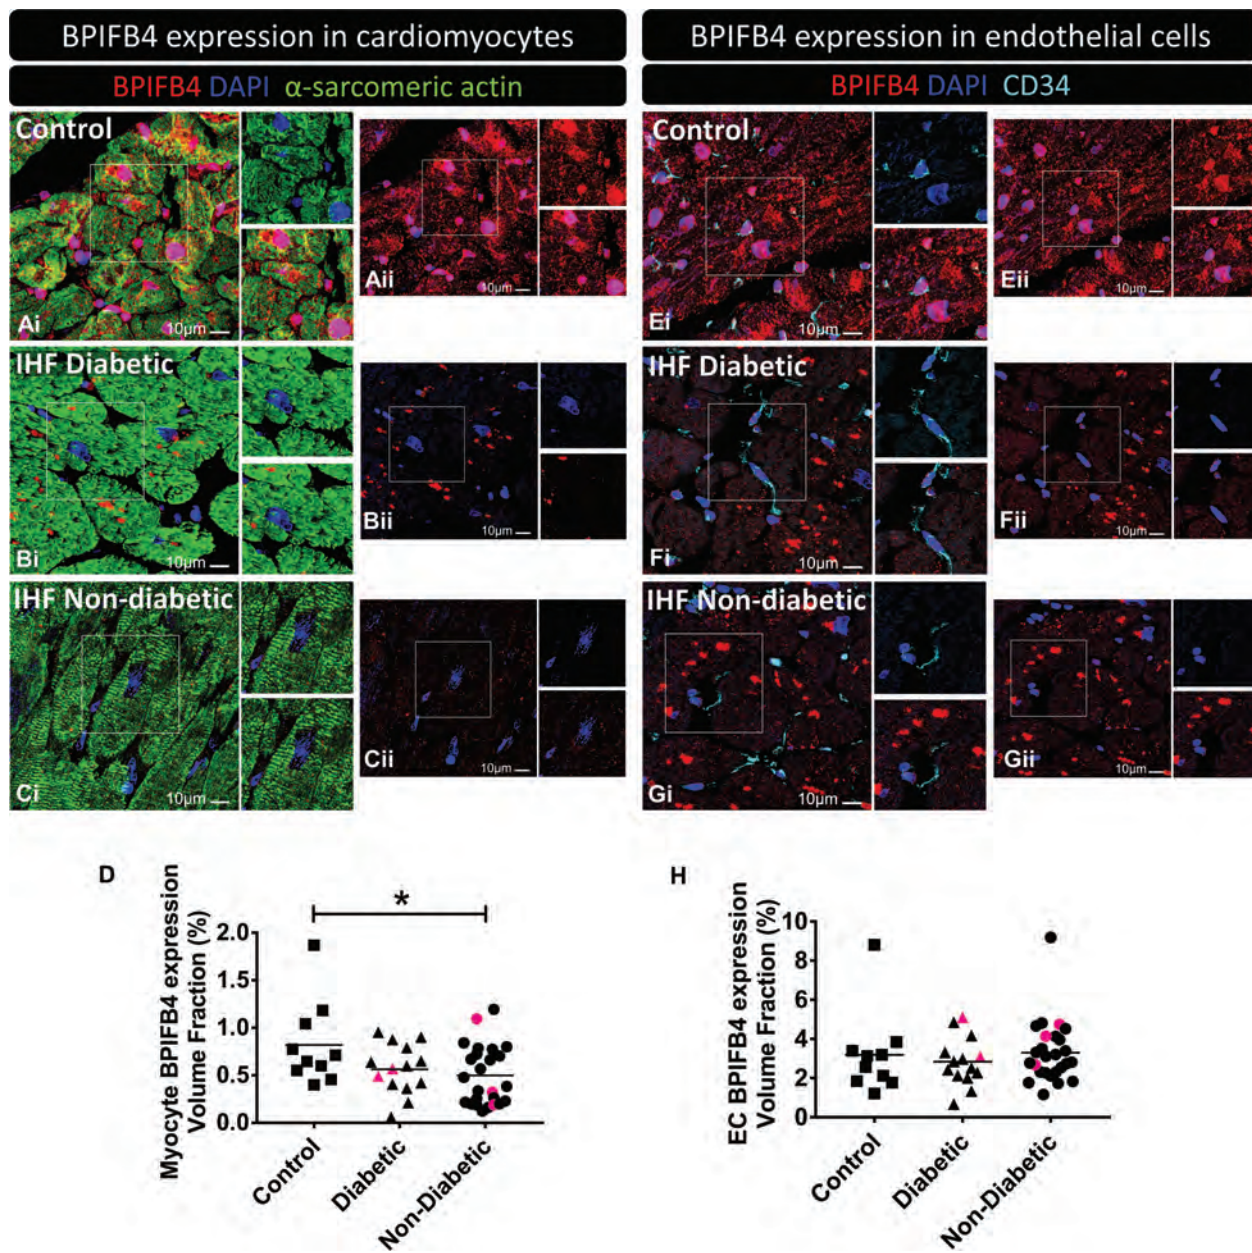 BPIFB4 expression in cardiomyocytes
BPIFB4 DAPI α-sarcomeric actin
Control
Ai
10µm
Aii
10µm
IHF Diabetic
Bi
10µm
Bii
10µm
IHF Non-diabetic
Ci
10µm
Cii
10µm
BPIFB4 expression in endothelial cells
BPIFB4 DAPI CD34
Control
Ei
10µm
Eii
10µm
IHF Diabetic
Fi
10µm
Fii
10µm
IHF Non-diabetic
Gi
10µm
Gii
10µm
D
*
Myocyte BPIFB4 expression
Volume Fraction (%)
2.0
1.5
1.0
0.5
0.0
Control
Diabetic
Non-Diabetic
H
EC BPIFB4 expression
Volume Fraction (%)
10
8
6
4
2
0
Control
Diabetic
Non-Diabetic